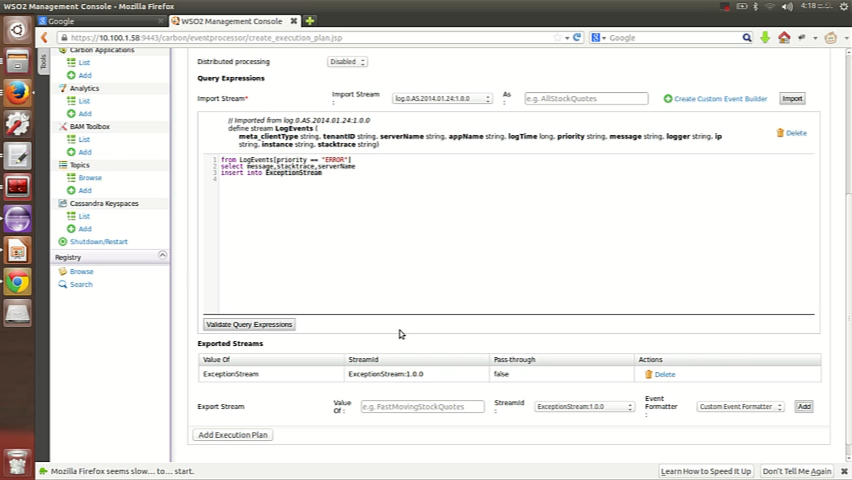 WSO2 Management Console - Mozilla Firefox
4:18
Google
WSO2 Management Console
https://10.100.1.58:9443/carbon/eventprocessor/create_execution_plan.jsp
Google
Tools
Carbon Applications
List
Add
Analytics
List
Add
BAM Toolbox
List
Add
Topics
Browse
Add
Cassandra Keyspaces
List
Add
Shutdown/Restart
Registry
Browse
Search
Distributed processing
Disabled
Query Expressions
Import Stream*
Import Stream :
log.0.AS.2014.01.24:1.0.0
As :
e.g. AllStockQuotes
Create Custom Event Builder
Import
// Imported from log.0.AS.2014.01.24:1.0.0
define stream LogEvents (
meta_clientType string, tenantID string, serverName string, appName string, logTime long, priority string, message string, logger string, ip
string, instance string, stacktrace string)
Delete
1 from LogEvents[priority == "ERROR"]
2 select message,stacktrace,serverName
3 insert into ExceptionStream
4
Validate Query Expressions
Exported Streams
Value Of StreamId Pass-through Actions
ExceptionStream ExceptionStream:1.0.0 false Delete
Export Stream
Value Of :
e.g. FastMovingStockQuotes
StreamId :
ExceptionStream:1.0.0
Event Formatter :
Custom Event Formatter
Add
Add Execution Plan
Mozilla Firefox seems slow... to... start.
Learn How to Speed It Up
Don't Tell Me Again